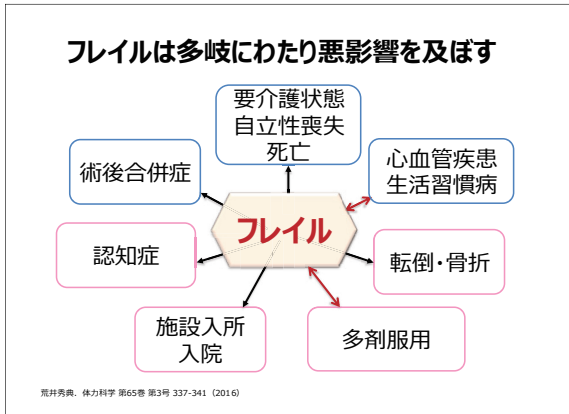 フレイルは多岐にわたり悪影響を及ぼす
要介護状態
自立性喪失
死亡
術後合併症
心血管疾患
生活習慣病
フレイル
認知症
転倒・骨折
施設入所
入院
多剤服用
荒井秀典. 体力科学 第65巻 第3号 337-341（2016）